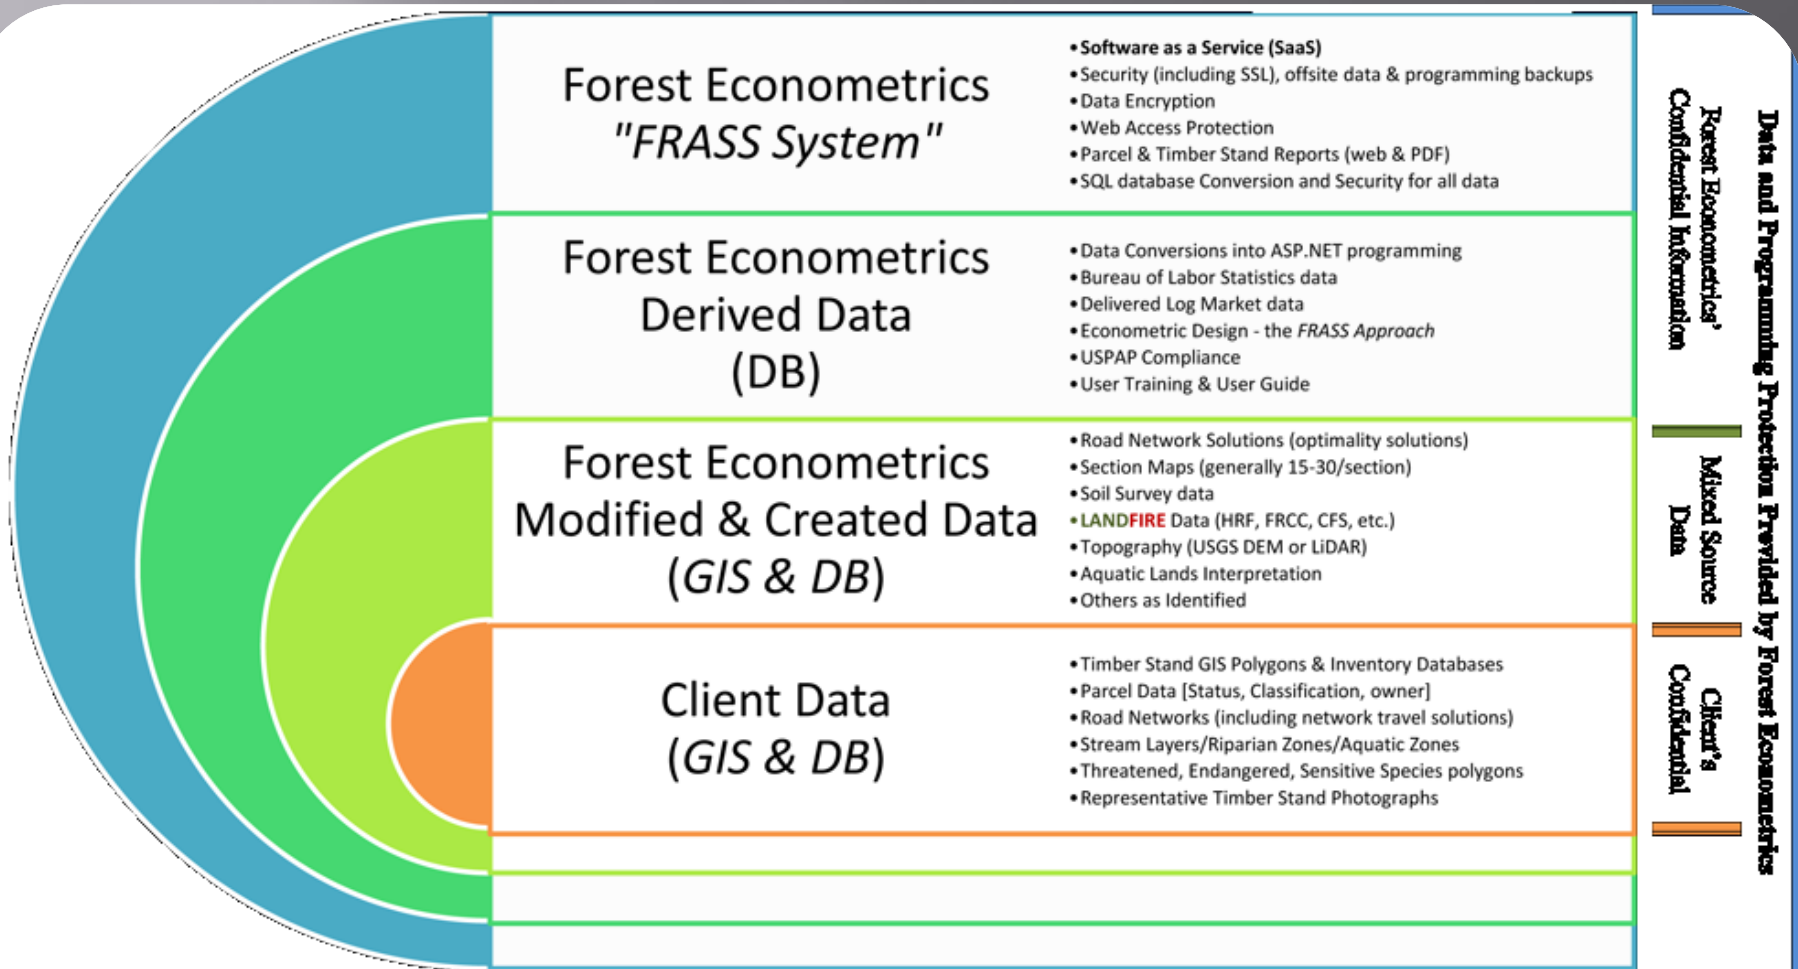 Forest Econometrics
"FRASS System"
•Software as a Service (SaaS)
•Security (including SSL), offsite data & programming backups
•Data Encryption
•Web Access Protection
•Parcel & Timber Stand Reports (web & PDF)
•SQL database Conversion and Security for all data
Forest Econometrics
Derived Data
(DB)
•Data Conversions into ASP.NET programming
•Bureau of Labor Statistics data
•Delivered Log Market data
•Econometric Design - the FRASS Approach
•USPAP Compliance
•User Training & User Guide
Forest Econometrics
Modified & Created Data
(GIS & DB)
•Road Network Solutions (optimality solutions)
•Section Maps (generally 15-30/section)
•Soil Survey data
•LANDFIRE Data (HRF, FRCC, CFS, etc.)
•Topography (USGS DEM or LiDAR)
•Aquatic Lands Interpretation
•Others as Identified
Client Data
(GIS & DB)
•Timber Stand GIS Polygons & Inventory Databases
•Parcel Data [Status, Classification, owner]
•Road Networks (including network travel solutions)
•Stream Layers/Riparian Zones/Aquatic Zones
•Threatened, Endangered, Sensitive Species polygons
•Representative Timber Stand Photographs
Forest Econometrics'
Confidential Information
Mixed Source
Data
Client's
Confidential
Data and Programming Protection Provided by Forest Econometrics